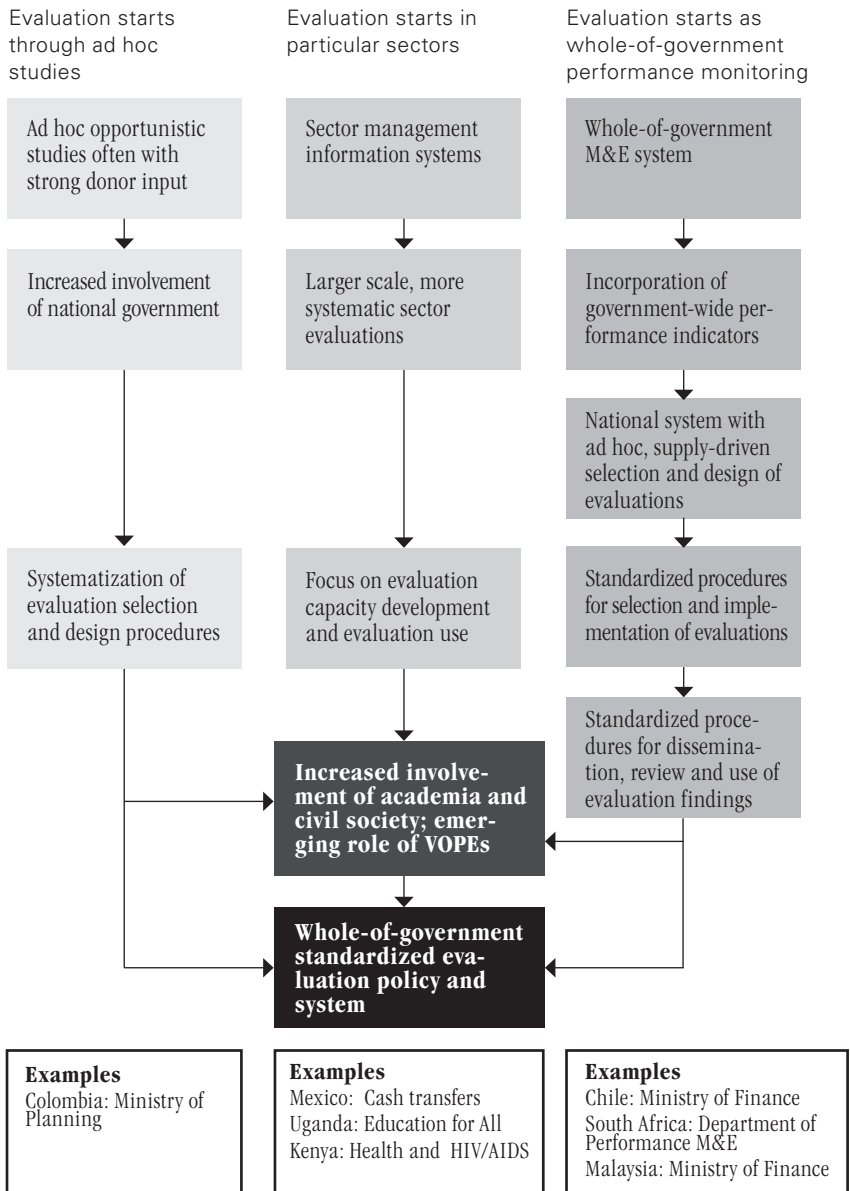 Evaluation starts
through ad hoc
studies
Evaluation starts in
particular sectors
Evaluation starts as
whole-of-government
performance monitoring
Ad hoc opportunistic
studies often with
strong donor input
Sector management
information systems
Whole-of-government
M&E system
Increased involvement
of national government
Larger scale, more
systematic sector
evaluations
Incorporation of
government-wide per-
formance indicators
National system with
ad hoc, supply-driven
selection and design of
evaluations
Systematization of
evaluation selection
and design procedures
Focus on evaluation
capacity development
and evaluation use
Standardized procedures
for selection and imple-
mentation of evaluations
Standardized proce-
dures for dissemina-
tion, review and use of
evaluation findings
Increased involve-
ment of academia and
civil society; emer-
ging role of VOPEs
Whole-of-government
standardized eva-
luation policy and
system
Examples
Colombia: Ministry of
Planning
Examples
Mexico: Cash transfers
Uganda: Education for All
Kenya: Health and HIV/AIDS
Examples
Chile: Ministry of Finance
South Africa: Department of
Performance M&E
Malaysia: Ministry of Finance